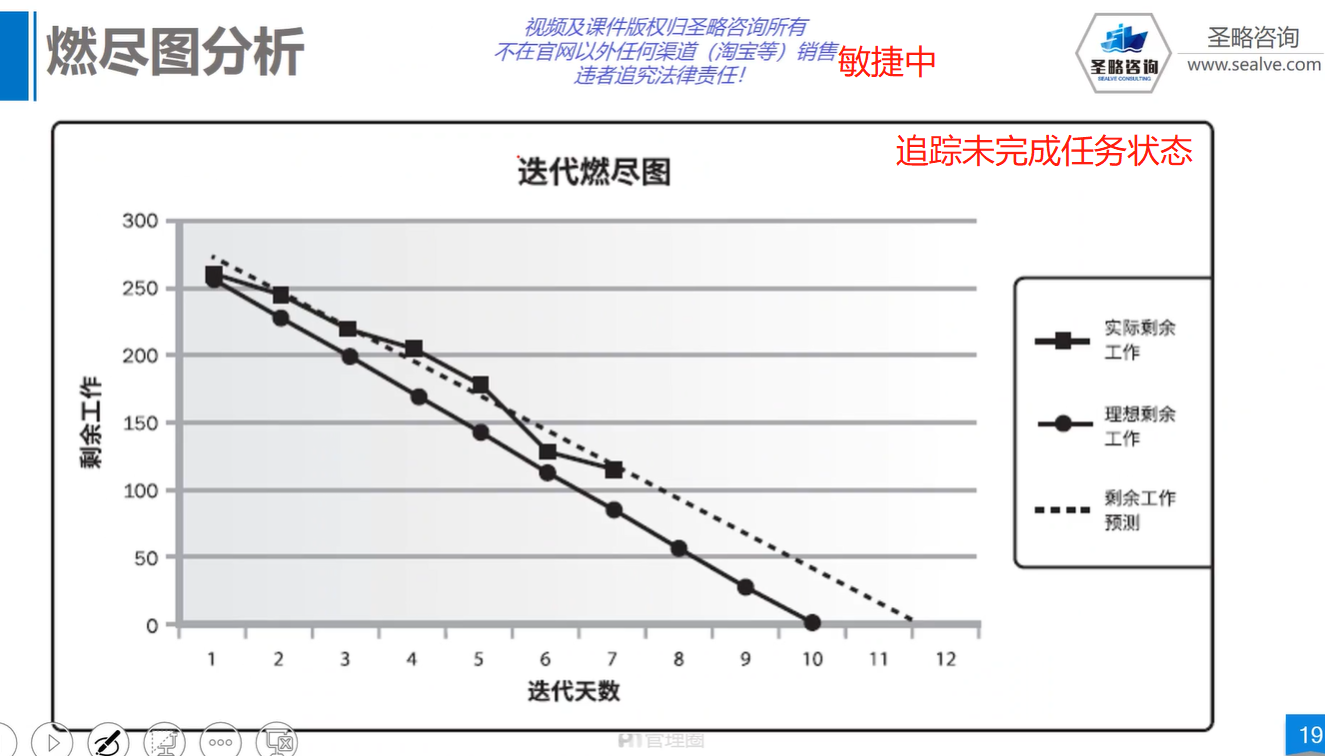 燃尽图分析
视频及课件版权归圣略咨询所有
不在官网以外任何渠道（淘宝等）销售
违者追究法律责任！
敏捷中
圣略咨询
SEALVE CONSULTING
圣略咨询
www.sealve.com
追踪未完成任务状态
迭代燃尽图
300
250
200
150
100
50
0
剩余工作
1 2 3 4 5 6 7 8 9 10 11 12
迭代天数
实际剩余
工作
理想剩余
工作
剩余工作
预测
19